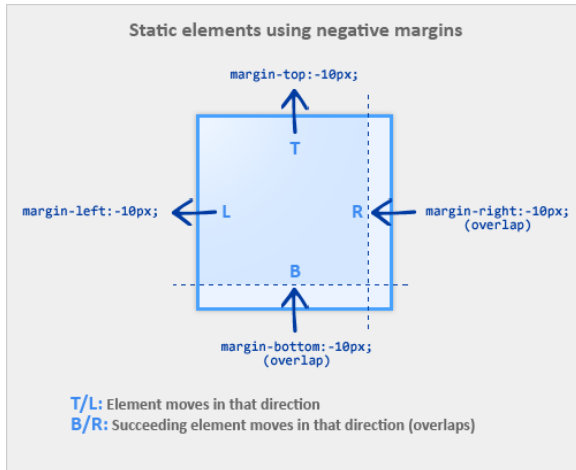 Static elements using negative margins
margin-top:-10px;
T
margin-left:-10px;
L
R
margin-right:-10px;
(overlap)
B
margin-bottom:-10px;
(overlap)
T/L: Element moves in that direction
B/R: Succeeding element moves in that direction (overlaps)